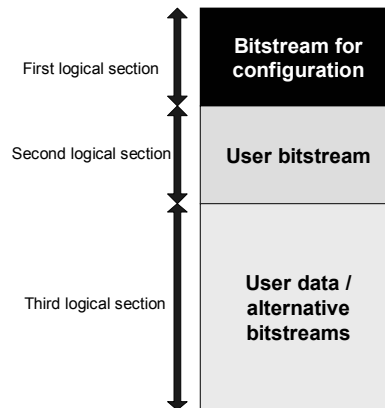 First logical section
Bitstream for
configuration
Second logical section
User bitstream
Third logical section
User data /
alternative
bitstreams